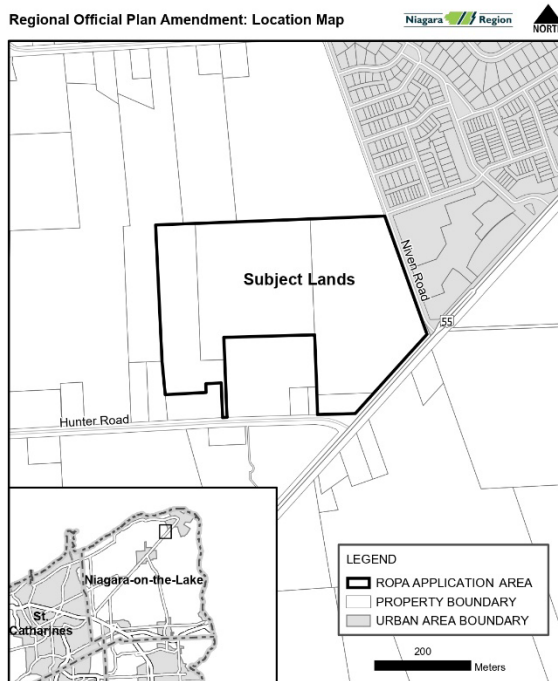 Regional Official Plan Amendment: Location Map
Niagara Region
NORTH
Subject Lands
Niven Road
55
Hunter Road
Niagara-on-the-Lake
St.
Catharines
LEGEND
ROPA APPLICATION AREA
PROPERTY BOUNDARY
URBAN AREA BOUNDARY
200
Meters